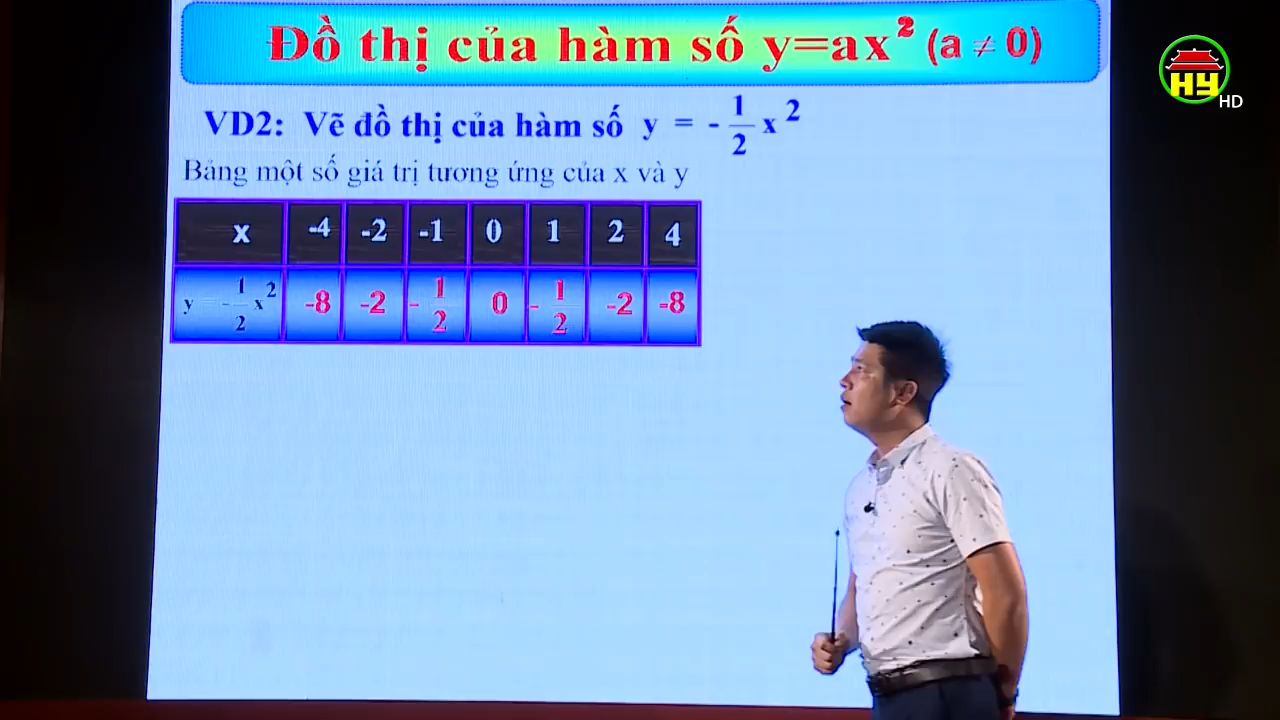 Đồ thị của hàm số y=ax² (a ≠ 0)
HY
HD
VD2: Vẽ đồ thị của hàm số y = - 1/2 x²
Bảng một số giá trị tương ứng của x và y
x -4 -2 -1 0 1 2 4
y = - 1/2 x² -8 -2 - 1/2 0 - 1/2 -2 -8